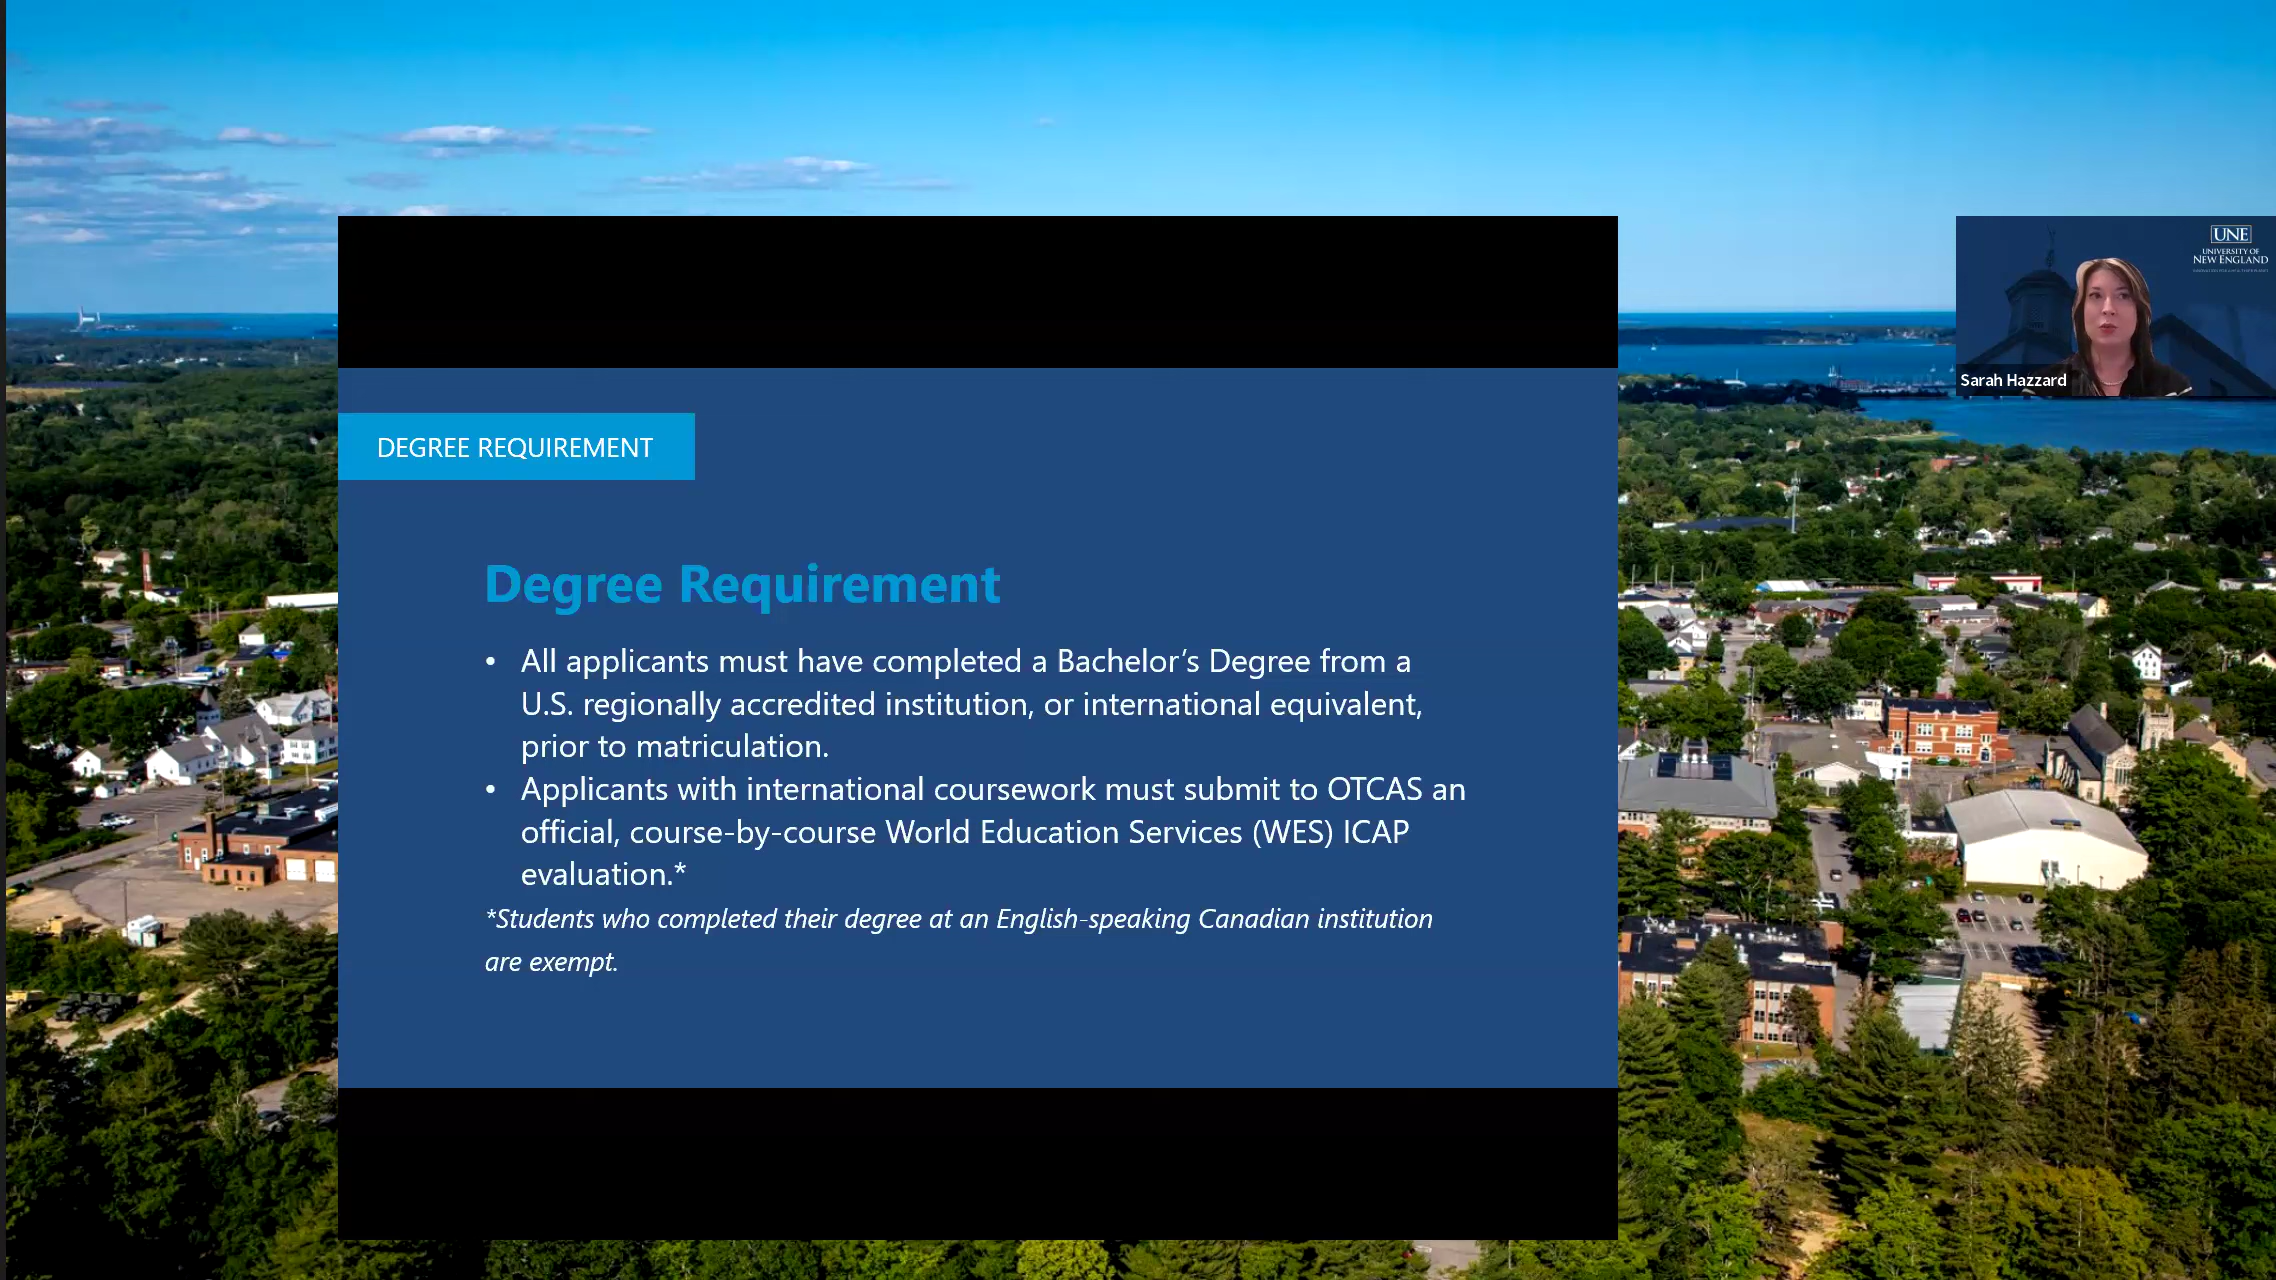 UNE
UNIVERSITY OF
NEW ENGLAND
Sarah Hazzard
DEGREE REQUIREMENT
Degree Requirement
• All applicants must have completed a Bachelor’s Degree from a
U.S. regionally accredited institution, or international equivalent,
prior to matriculation.
• Applicants with international coursework must submit to OTCAS an
official, course-by-course World Education Services (WES) ICAP
evaluation.*
*Students who completed their degree at an English-speaking Canadian institution
are exempt.